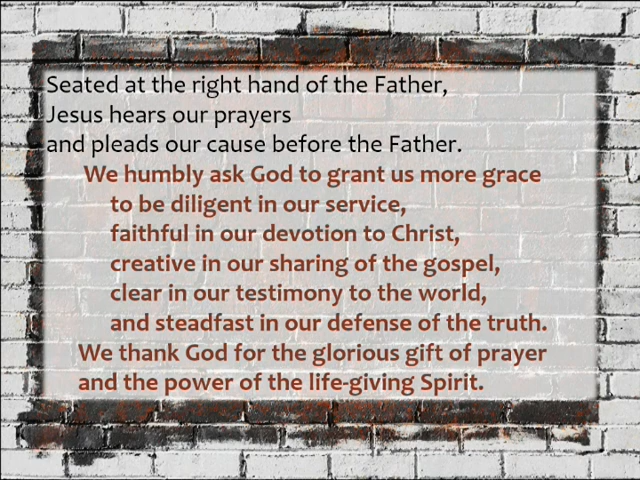 Seated at the right hand of the Father,
Jesus hears our prayers
and pleads our cause before the Father.
We humbly ask God to grant us more grace
to be diligent in our service,
faithful in our devotion to Christ,
creative in our sharing of the gospel,
clear in our testimony to the world,
and steadfast in our defense of the truth.
We thank God for the glorious gift of prayer
and the power of the life-giving Spirit.